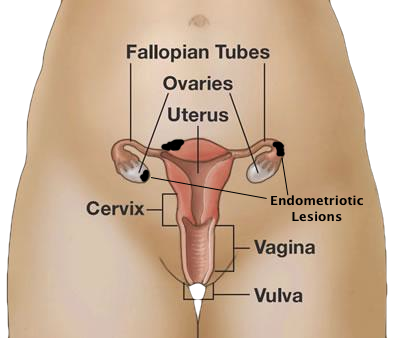 Fallopian Tubes
Ovaries
Uterus
Endometriotic
Lesions
Cervix
Vagina
Vulva